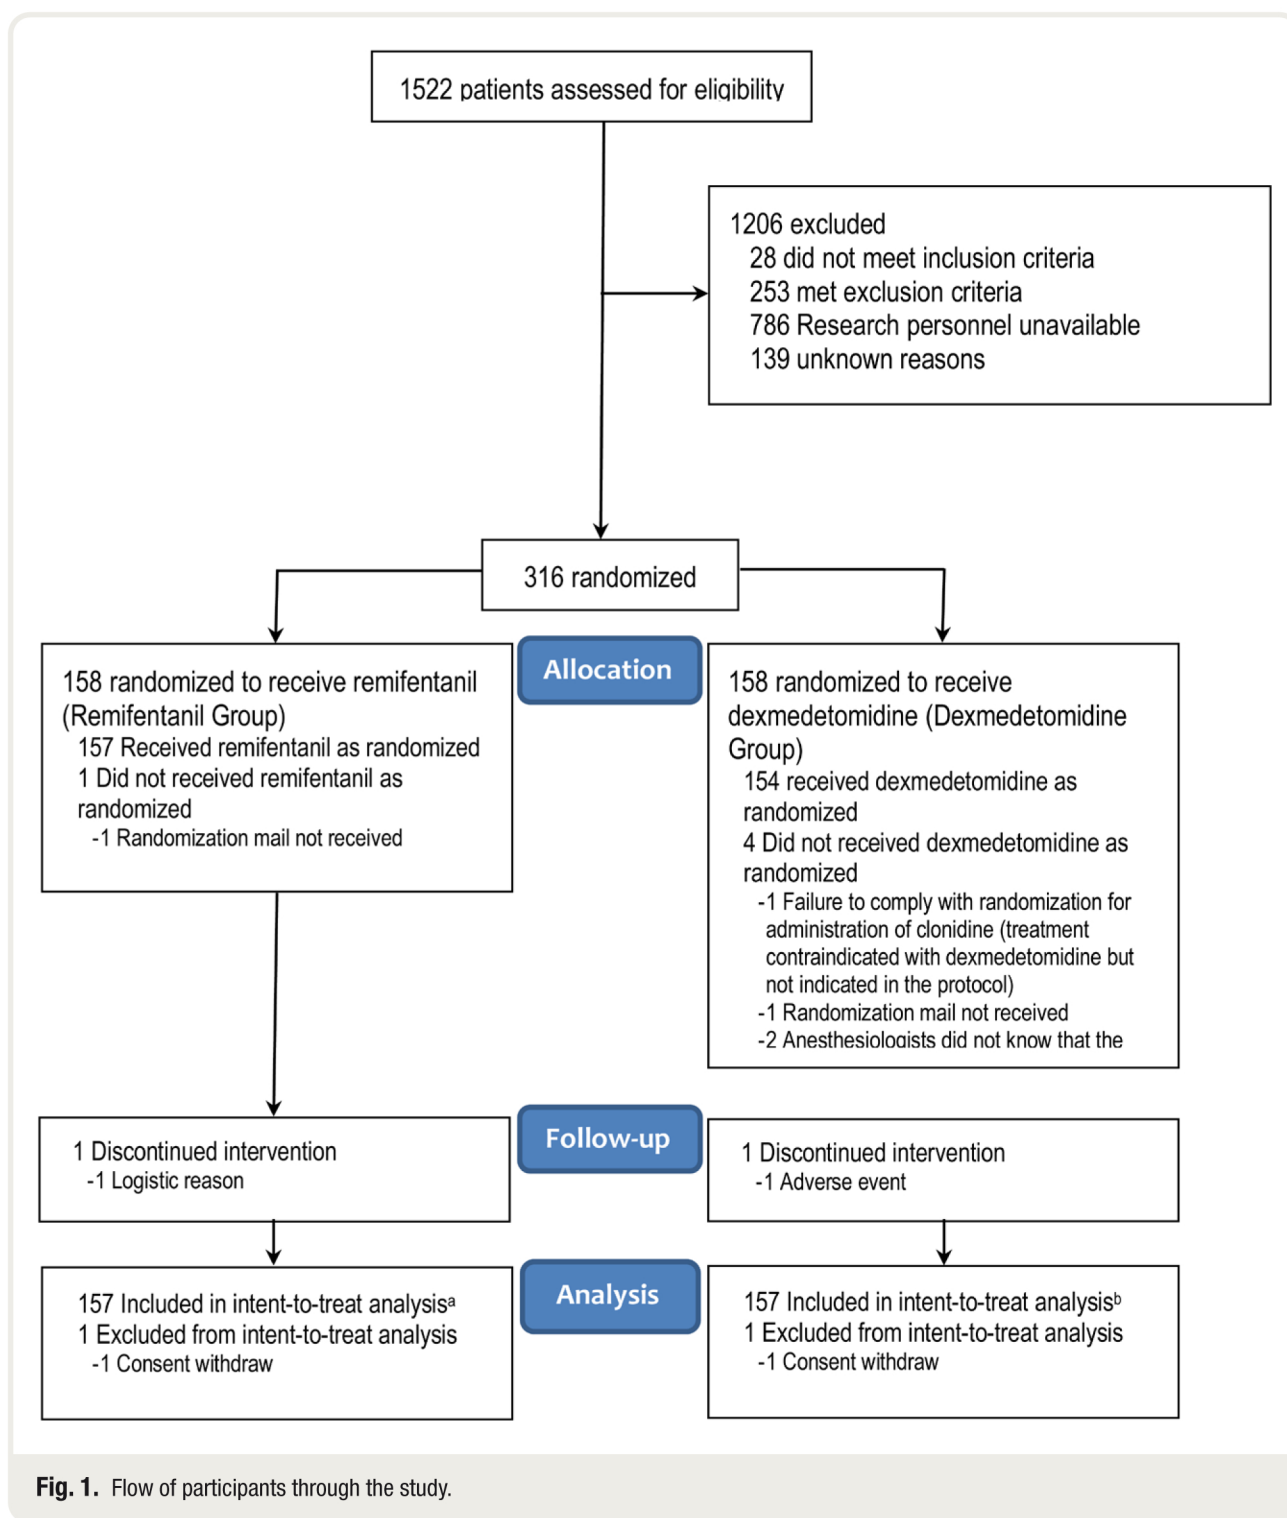 1522 patients assessed for eligibility
1206 excluded
28 did not meet inclusion criteria
253 met exclusion criteria
786 Research personnel unavailable
139 unknown reasons
316 randomized
Allocation
158 randomized to receive remifentanil
(Remifentanil Group)
157 Received remifentanil as randomized
1 Did not received remifentanil as
randomized
-1 Randomization mail not received
158 randomized to receive
dexmedetomidine (Dexmedetomidine
Group)
154 received dexmedetomidine as
randomized
4 Did not received dexmedetomidine as
randomized
-1 Failure to comply with randomization for
administration of clonidine (treatment
contraindicated with dexmedetomidine but
not indicated in the protocol)
-1 Randomization mail not received
-2 Anesthesiologists did not know that the
Follow-up
1 Discontinued intervention
-1 Logistic reason
1 Discontinued intervention
-1 Adverse event
Analysis
157 Included in intent-to-treat analysisᵃ
1 Excluded from intent-to-treat analysis
-1 Consent withdraw
157 Included in intent-to-treat analysisᵇ
1 Excluded from intent-to-treat analysis
-1 Consent withdraw
Fig. 1. Flow of participants through the study.